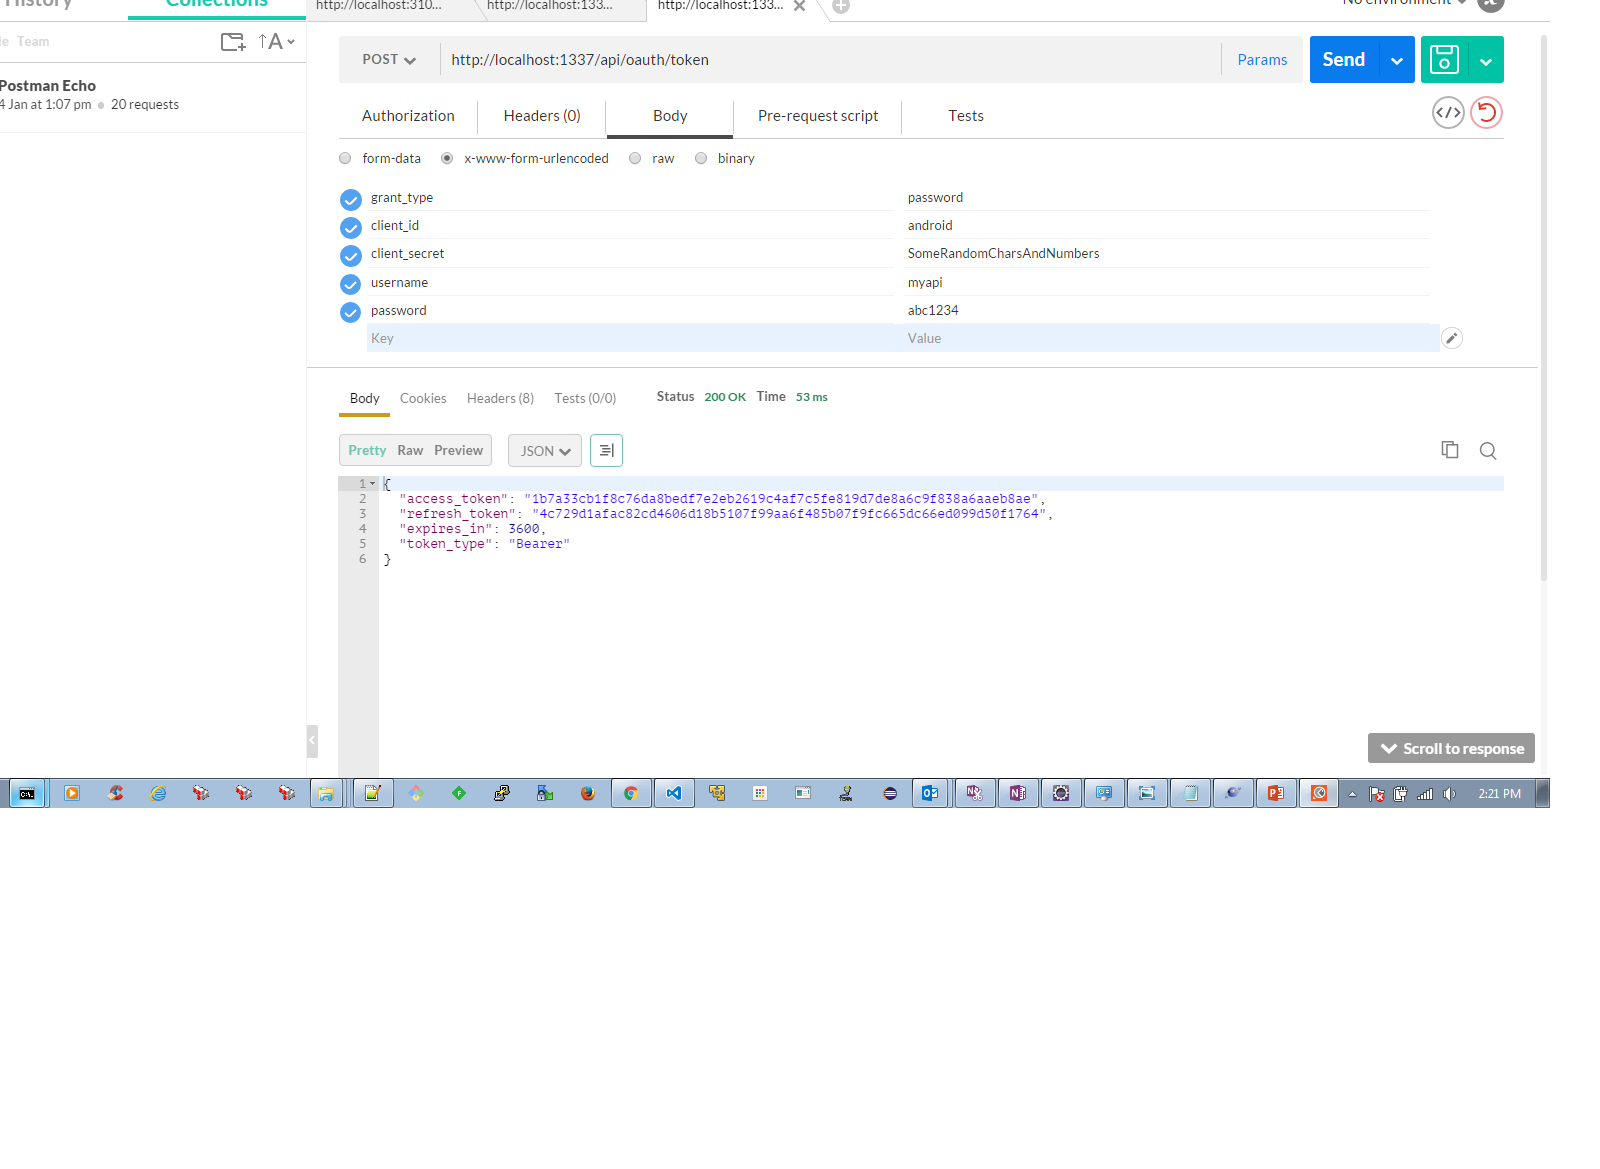 History Collections http://localhost:310... http://localhost:133... http://localhost:133... No environment
Team A
POST http://localhost:1337/api/oauth/token Params Send
Postman Echo
4 Jan at 1:07 pm 20 requests
Authorization Headers (0) Body Pre-request script Tests
form-data x-www-form-urlencoded raw binary
grant_type password
client_id android
client_secret SomeRandomCharsAndNumbers
username myapi
password abc1234
Key Value
Body Cookies Headers (8) Tests (0/0) Status 200 OK Time 53 ms
Pretty Raw Preview JSON
1 {
2 "access_token": "1b7a33cb1f8c76da8bedf7e2eb2619c4af7c5fe819d7de8a6c9f838a6aaeb8ae",
3 "refresh_token": "4c729d1afac82cd4606d18b5107f99aa6f485b07f9fc665dc66ed099d50f1764",
4 "expires_in": 3600,
5 "token_type": "Bearer"
6 }
Scroll to response
2:21 PM